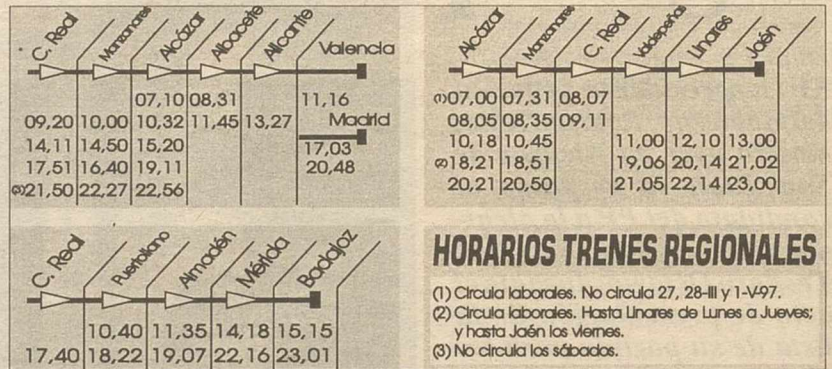 C. Real Manzanares Alcázar Albacete Alicante Valencia
07,10 08,31 11,16
09,20 10,00 10,32 11,45 13,27 Madrid
14,11 14,50 15,20 17,03
17,51 16,40 19,11 20,48
(3)21,50 22,27 22,56
Alcázar Manzanares C. Real Valdepeñas Linares Jaén
07,00 07,31 08,07
08,05 08,35 09,11
10,18 10,45 11,00 12,10 13,00
18,21 18,51 19,06 20,14 21,02
20,21 20,50 21,05 22,14 23,00
C. Real Puertollano Almadén Mérida Badajoz
10,40 11,35 14,18 15,15
17,40 18,22 19,07 22,16 23,01
HORARIOS TRENES REGIONALES
(1) Circula laborales. No circula 27, 28-III y 1-V-97.
(2) Circula laborales. Hasta Linares de Lunes a Jueves;
y hasta Jaén los viernes.
(3) No circula los sábados.